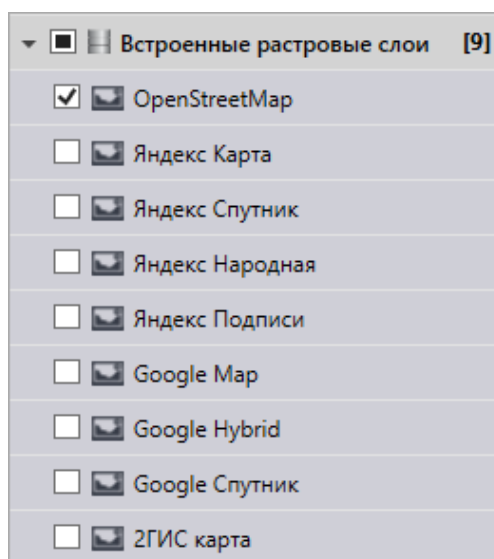 Встроенные растровые слои [9]
OpenStreetMap
Яндекс Карта
Яндекс Спутник
Яндекс Народная
Яндекс Подписи
Google Map
Google Hybrid
Google Спутник
2ГИС карта